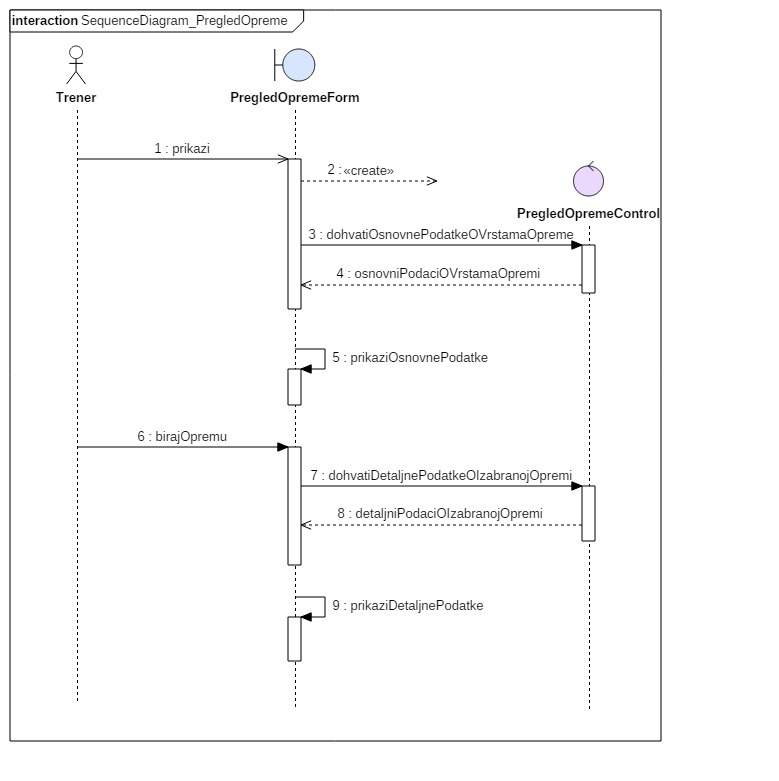 interaction SequenceDiagram_PregledOpreme
Trener
PregledOpremeForm
1 : prikazi
2 : «create»
PregledOpremeControl
3 : dohvatiOsnovnePodatkeOVrstamaOpreme
4 : osnovniPodaciOVrstamaOpremi
5 : prikaziOsnovnePodatke
6 : birajOpremu
7 : dohvatiDetaljnePodatkeOIzabranojOpremi
8 : detaljniPodaciOIzabranojOpremi
9 : prikaziDetaljnePodatke